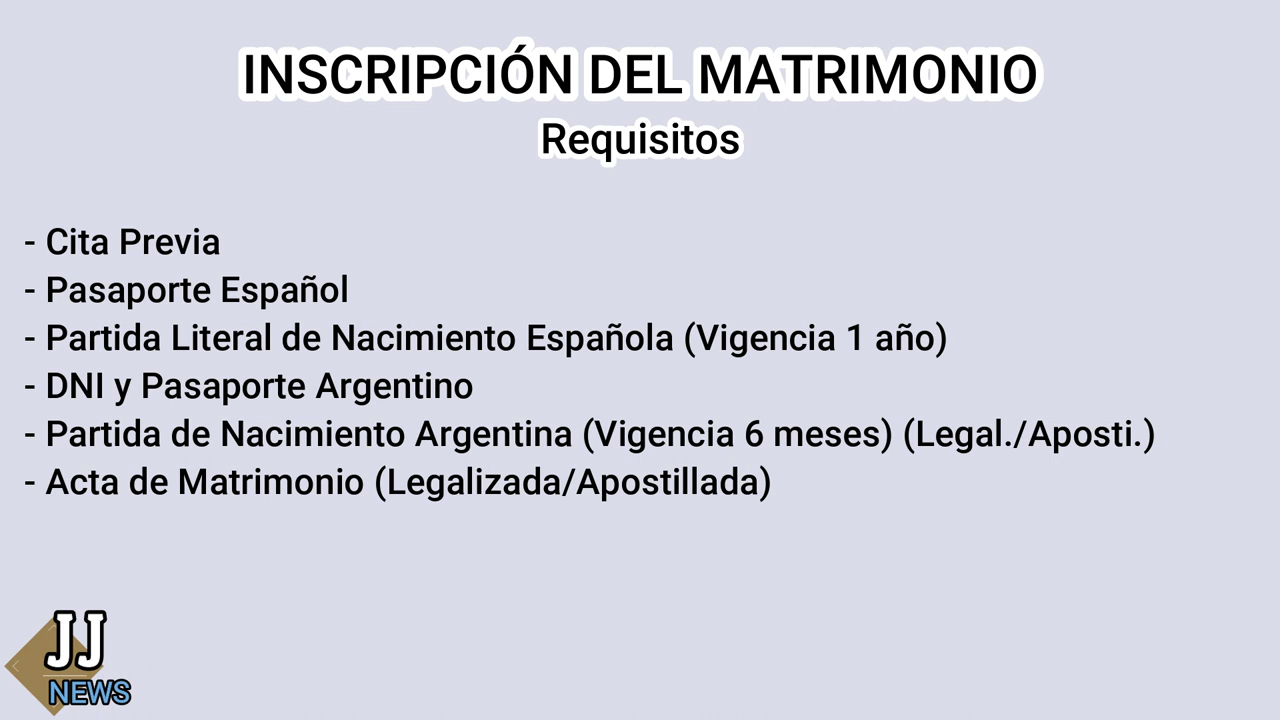 INSCRIPCIÓN DEL MATRIMONIO
Requisitos
- Cita Previa
- Pasaporte Español
- Partida Literal de Nacimiento Española (Vigencia 1 año)
- DNI y Pasaporte Argentino
- Partida de Nacimiento Argentina (Vigencia 6 meses) (Legal./Aposti.)
- Acta de Matrimonio (Legalizada/Apostillada)
JJ
NEWS